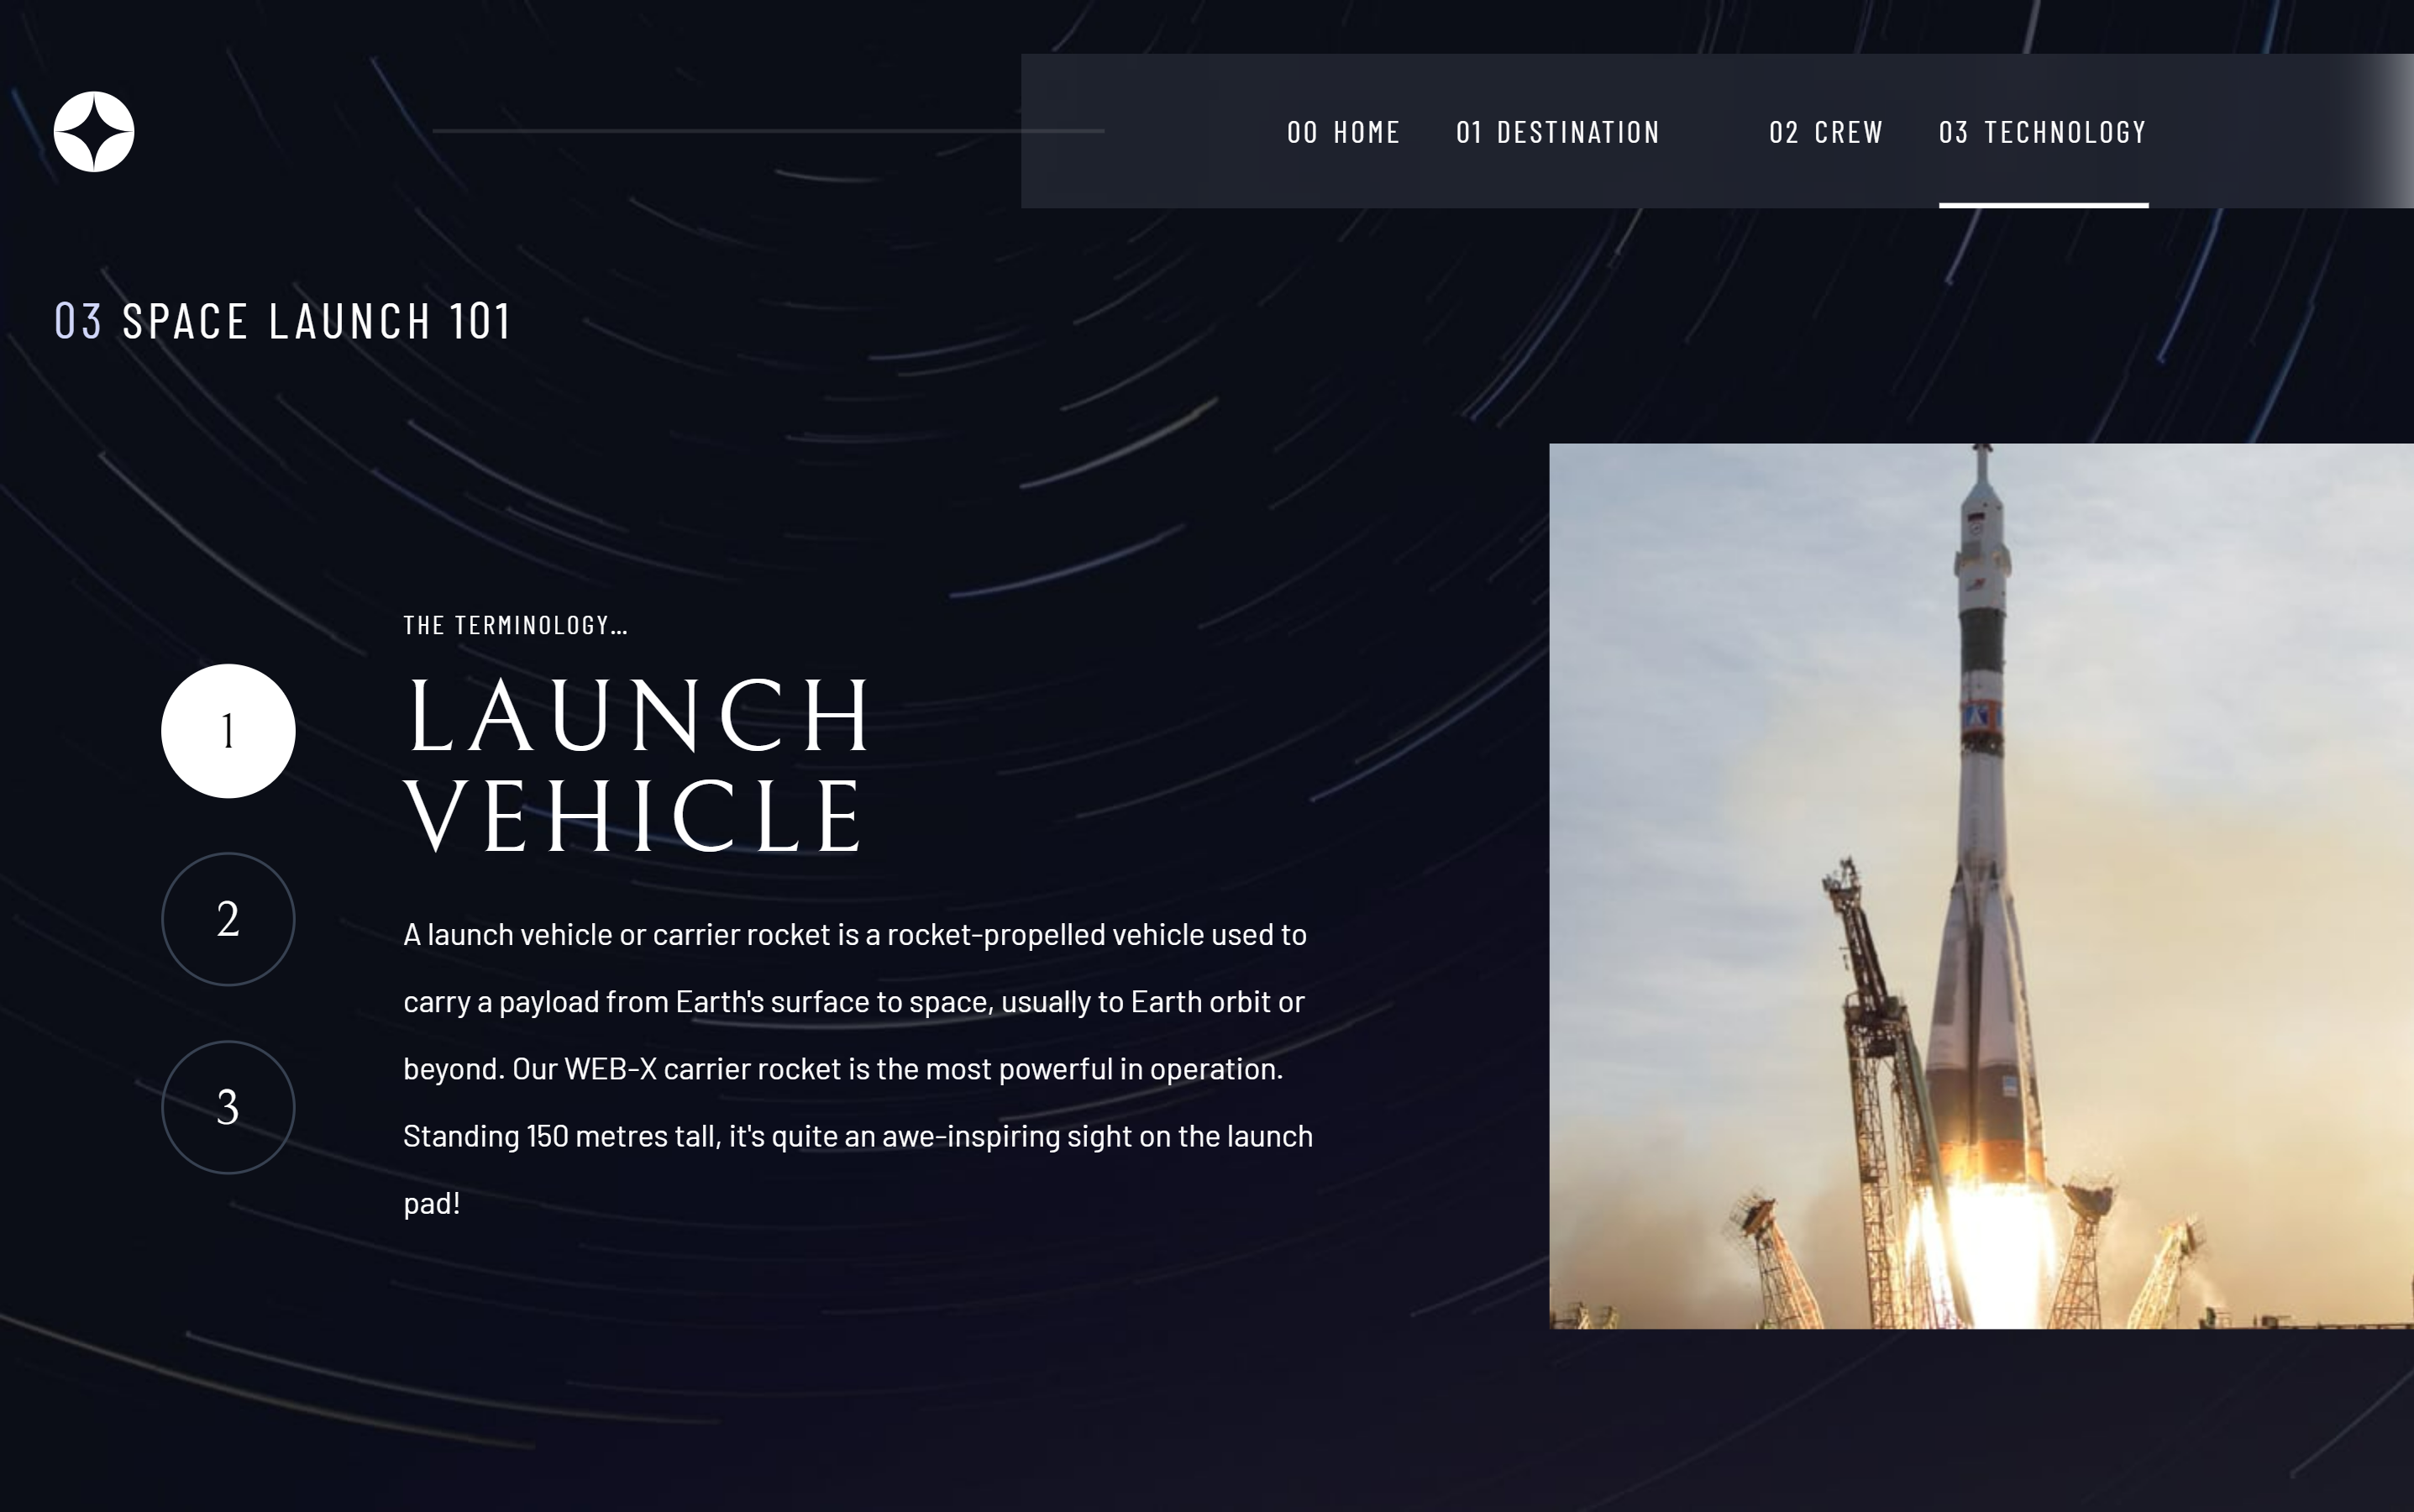 00 HOME 01 DESTINATION 02 CREW 03 TECHNOLOGY
03 SPACE LAUNCH 101
THE TERMINOLOGY...
LAUNCH
VEHICLE
1
2
3
A launch vehicle or carrier rocket is a rocket-propelled vehicle used to
carry a payload from Earth's surface to space, usually to Earth orbit or
beyond. Our WEB-X carrier rocket is the most powerful in operation.
Standing 150 metres tall, it's quite an awe-inspiring sight on the launch
pad!